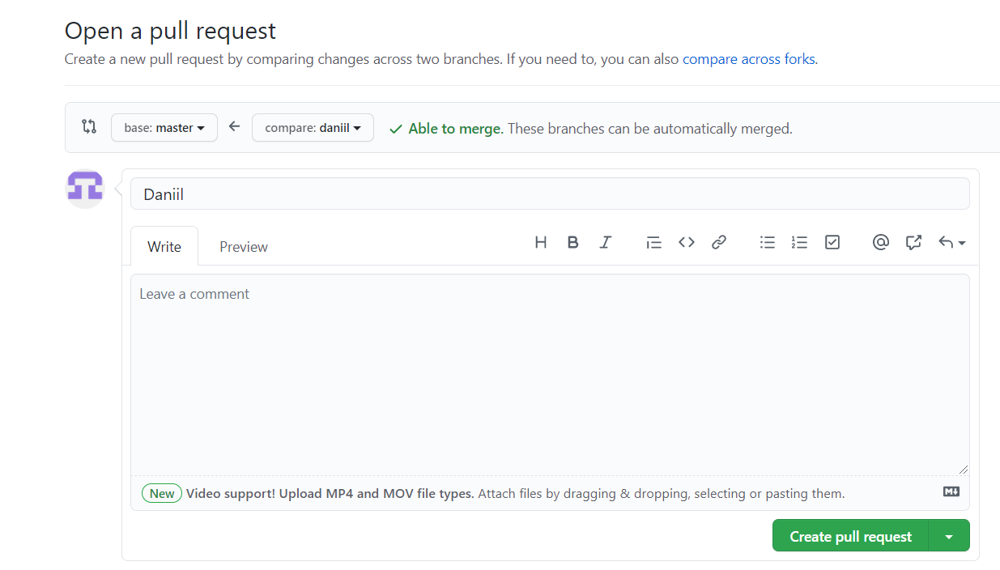 Open a pull request
Create a new pull request by comparing changes across two branches. If you need to, you can also compare across forks.
base: master compare: daniil Able to merge. These branches can be automatically merged.
Daniil
Write Preview H B I
Leave a comment
New Video support! Upload MP4 and MOV file types. Attach files by dragging & dropping, selecting or pasting them.
Create pull request